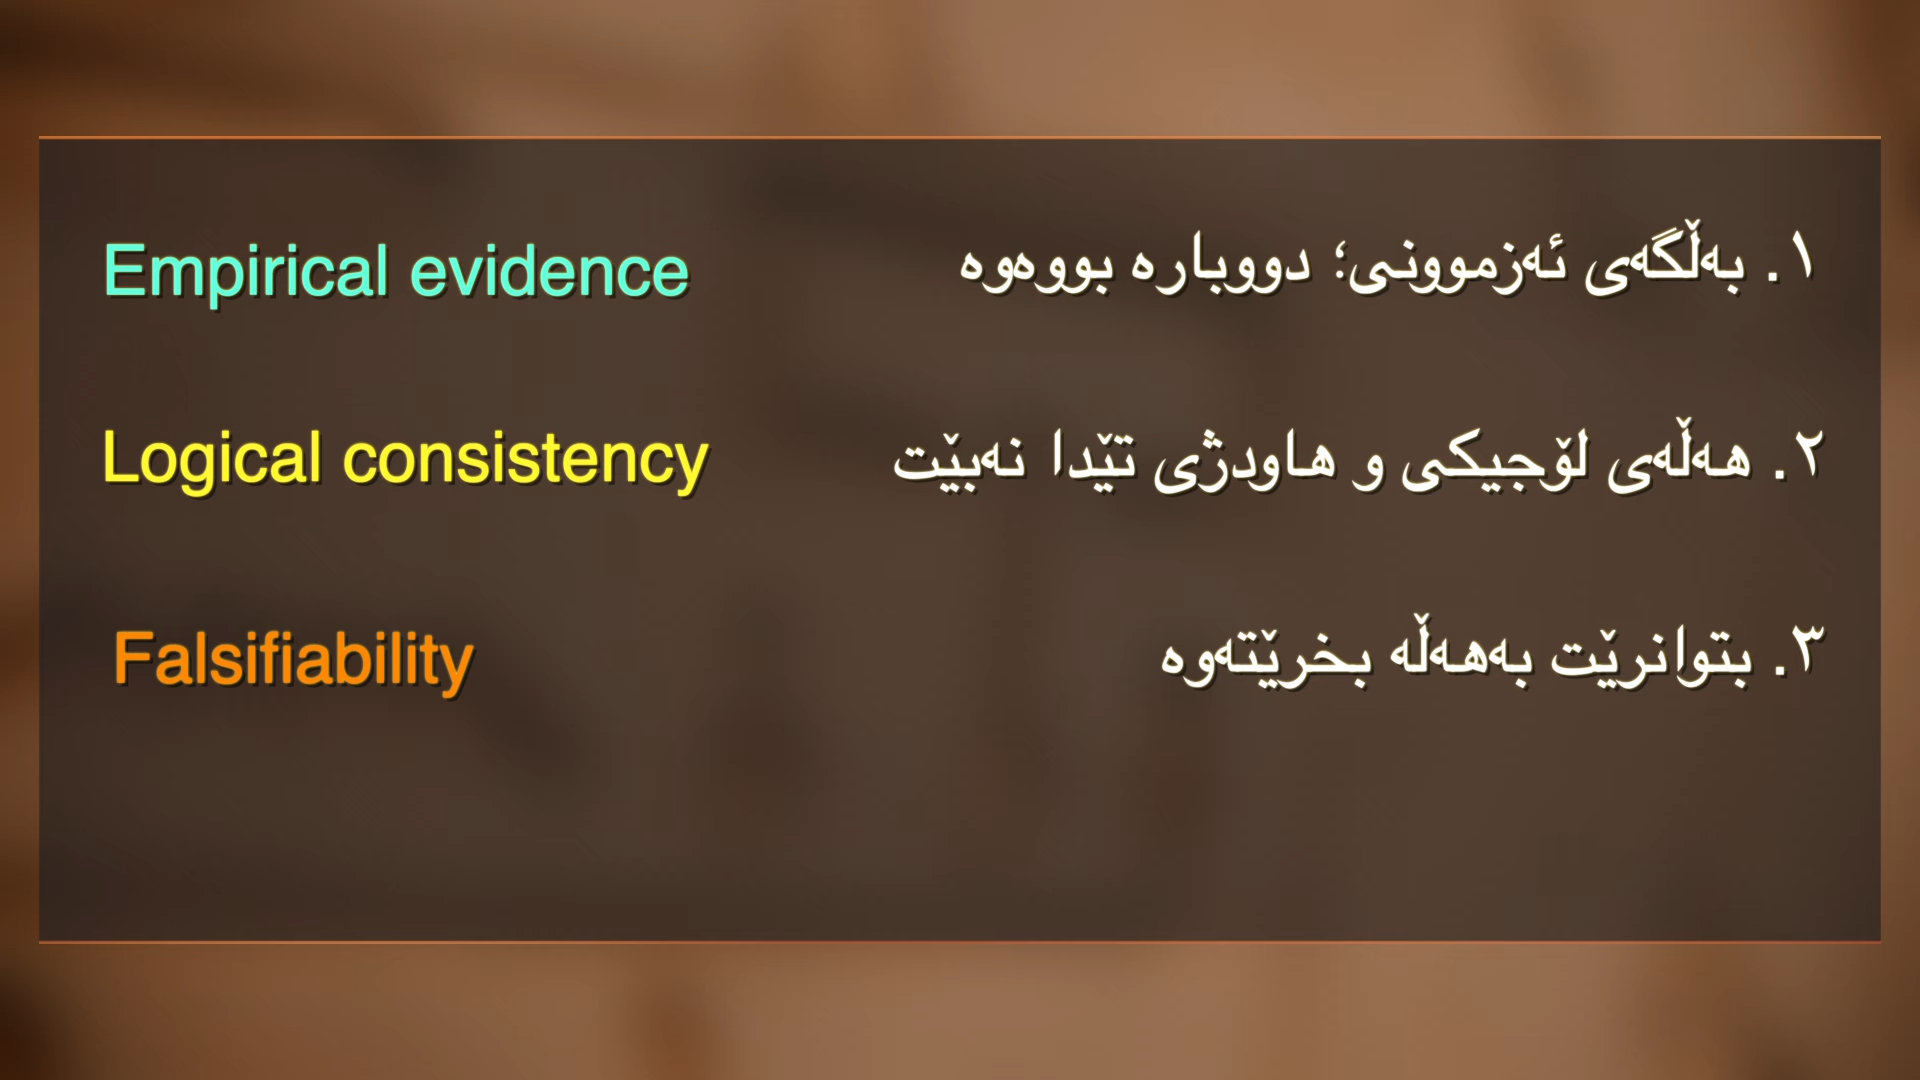 Empirical evidence
١. بەڵگەی ئەزموونی؛ دووبارە بووەوە
Logical consistency
٢. هەڵەی لۆجیکی و هاودژی تێدا نەبێت
Falsifiability
٣. بتوانرێت بەهەڵە بخرێتەوە